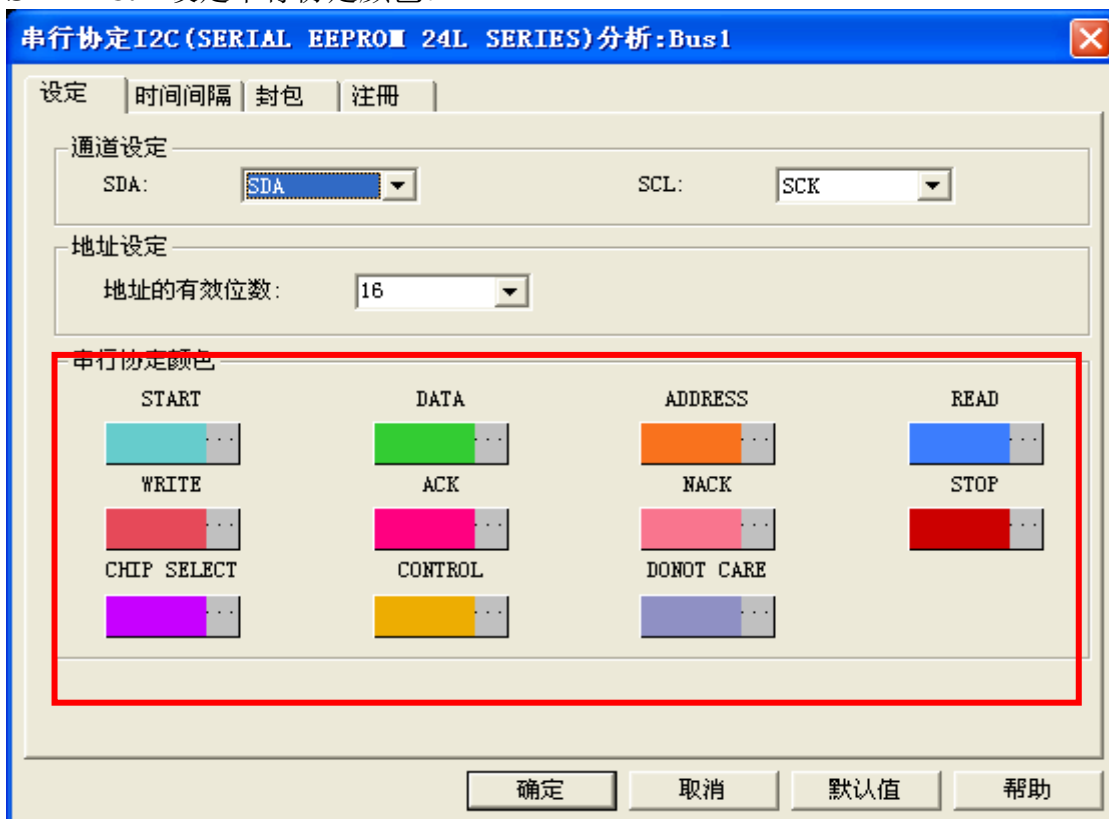 串行协定I2C(SERIAL EEPROM 24L SERIES)分析:Bus1
设定 时间间隔 封包 注册
通道设定
SDA: SDA SCL: SCK
地址设定
地址的有效位数: 16
串行协定颜色
START DATA ADDRESS READ
... ... ... ...
WRITE ACK NACK STOP
... ... ... ...
CHIP SELECT CONTROL DONOT CARE
... ... ...
确定 取消 默认值 帮助